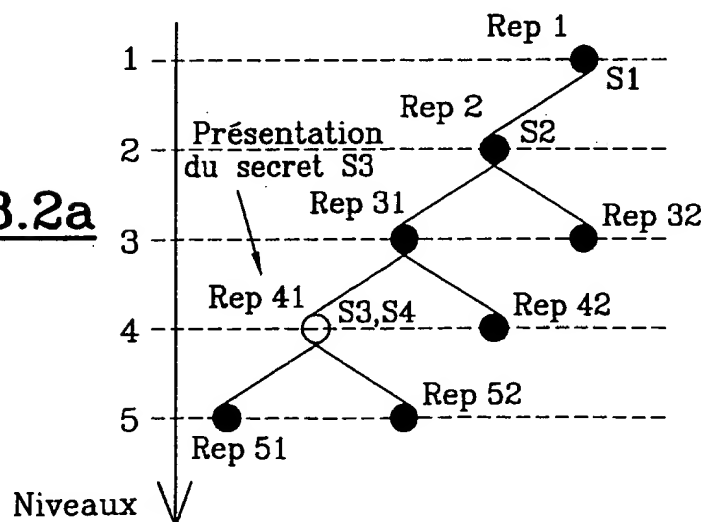 Rep 1
1
S1
Rep 2
S2
Présentation
du secret S3
2
3.2a
Rep 31
Rep 32
3
Rep 41
S3,S4
Rep 42
4
Rep 52
5
Rep 51
Niveaux